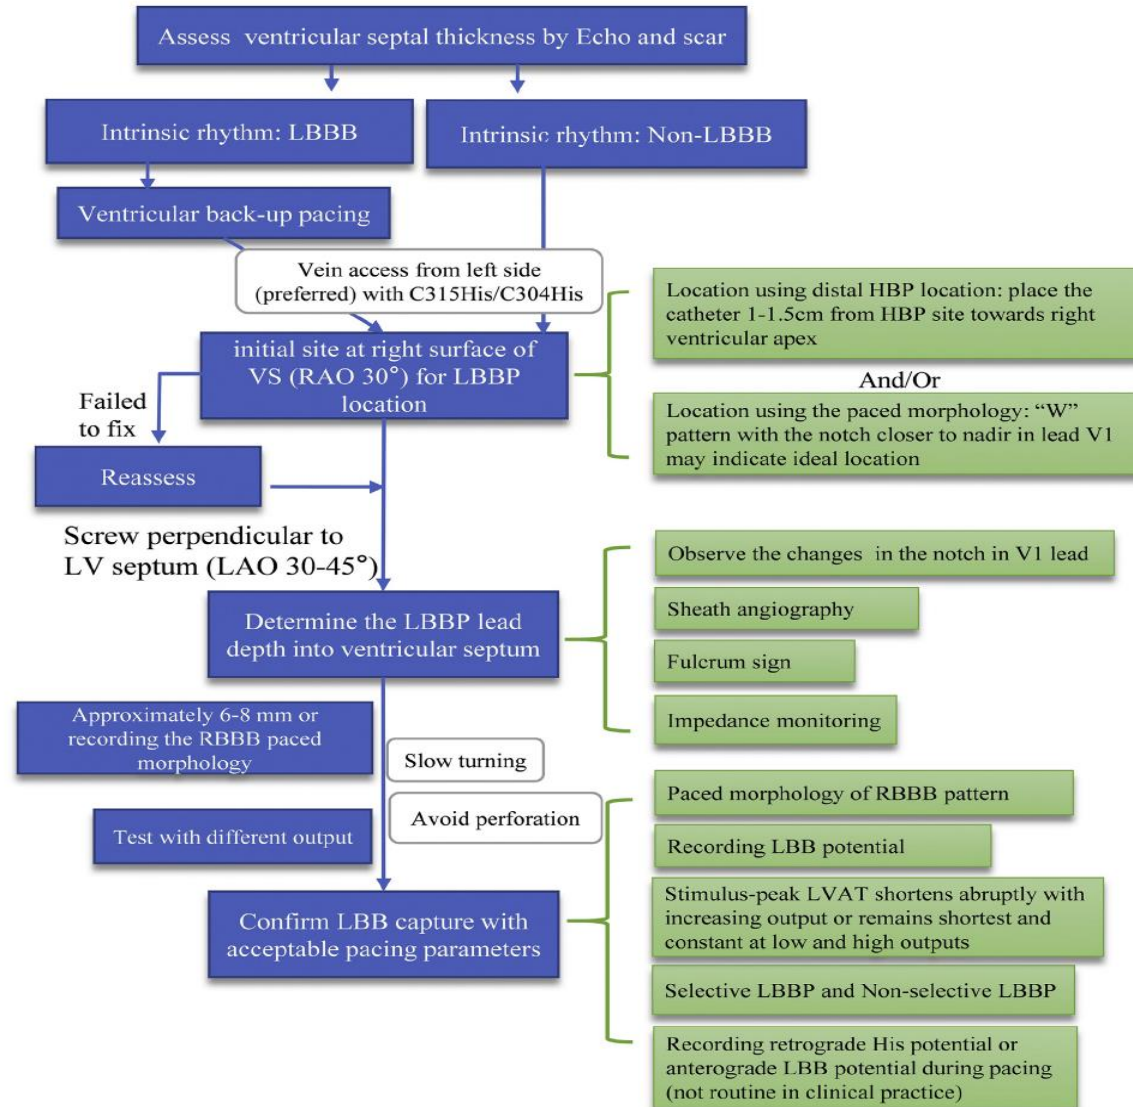 Assess ventricular septal thickness by Echo and scar
Intrinsic rhythm: LBBB
Intrinsic rhythm: Non-LBBB
Ventricular back-up pacing
Vein access from left side
(preferred) with C315His/C304His
initial site at right surface of
VS (RAO 30°) for LBBP
location
Location using distal HBP location: place the
catheter 1-1.5cm from HBP site towards right
ventricular apex
And/Or
Location using the paced morphology: “W”
pattern with the notch closer to nadir in lead V1
may indicate ideal location
Failed
to fix
Reassess
Screw perpendicular to
LV septum (LAO 30-45°)
Determine the LBBP lead
depth into ventricular septum
Observe the changes in the notch in V1 lead
Sheath angiography
Fulcrum sign
Impedance monitoring
Approximately 6-8 mm or
recording the RBBB paced
morphology
Slow turning
Avoid perforation
Test with different output
Confirm LBB capture with
acceptable pacing parameters
Paced morphology of RBBB pattern
Recording LBB potential
Stimulus-peak LVAT shortens abruptly with
increasing output or remains shortest and
constant at low and high outputs
Selective LBBP and Non-selective LBBP
Recording retrograde His potential or
anterograde LBB potential during pacing
(not routine in clinical practice)